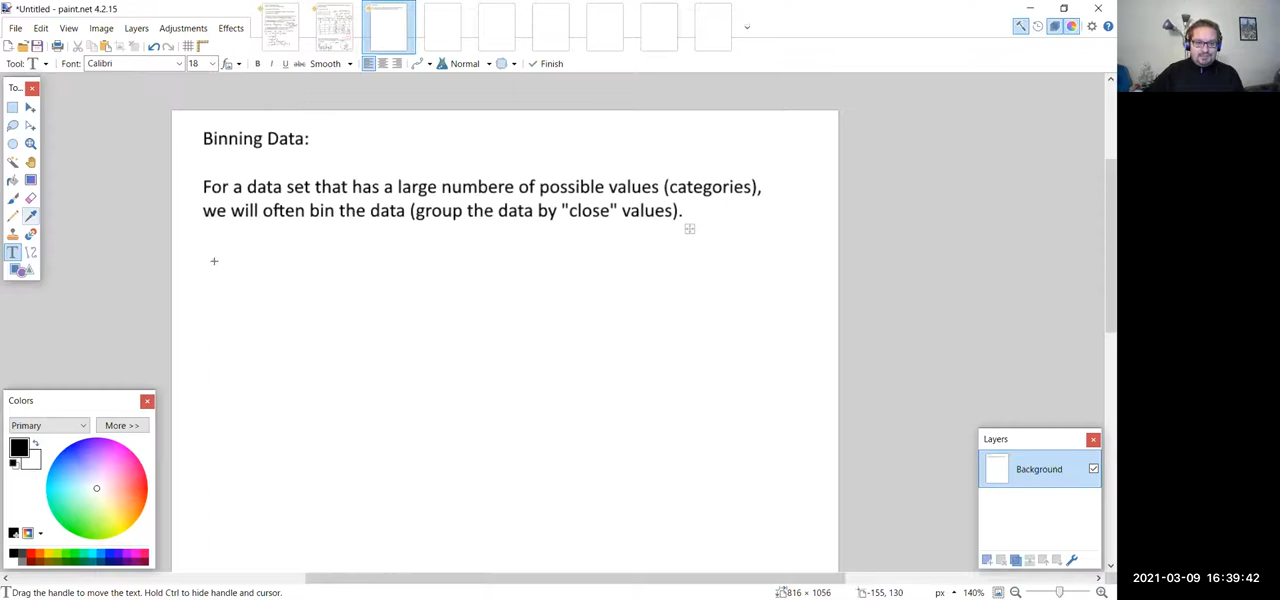 *Untitled - paint.net 4.2.15
File Edit View Image Layers Adjustments Effects
Tool: T Font: Calibri 18 B I U abc Smooth Normal Finish
To...
Binning Data:
For a data set that has a large numbere of possible values (categories),
we will often bin the data (group the data by "close" values).
Colors
Primary More >>
Layers
Background
2021-03-09 16:39:42
Drag the handle to move the text. Hold Ctrl to hide handle and cursor. 816 × 1056 -155, 130 px 140%